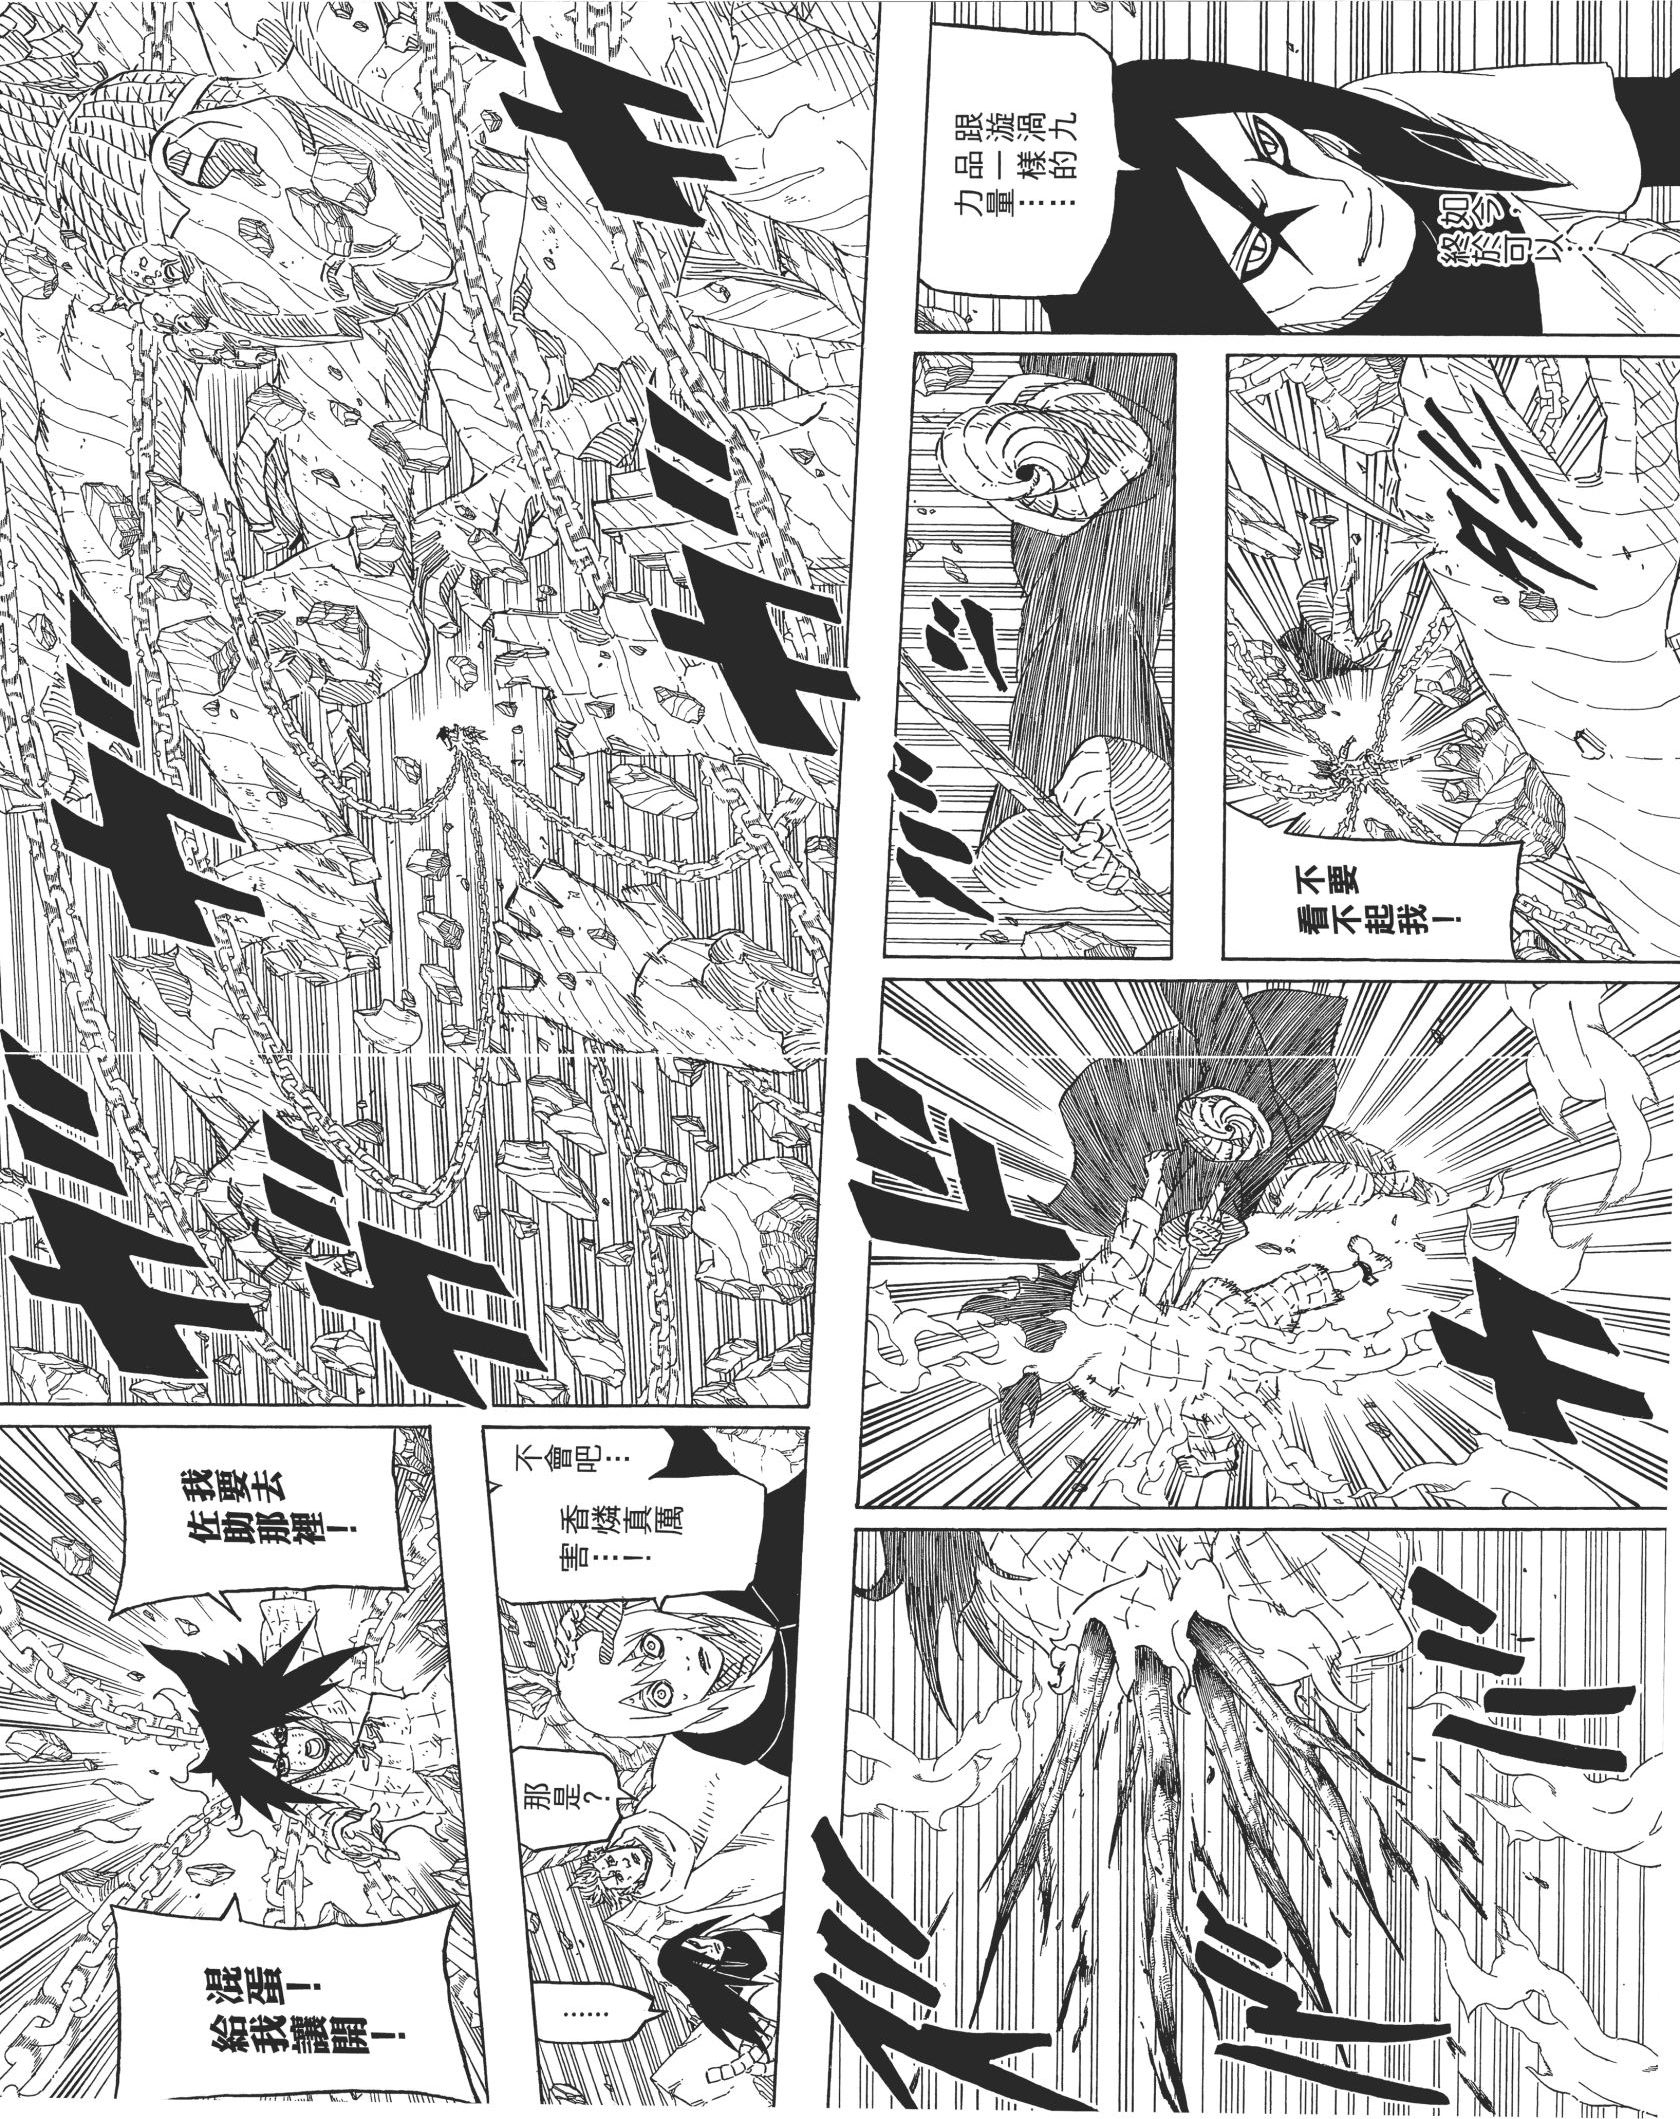 我要去
佐助那裡！
混蛋！
給我讓開！
不會吧…
香燐真厲
害…！
那是？
……
跟漩渦九
品一樣的
力量……
如今，
終於可以…
不要
看不起我！